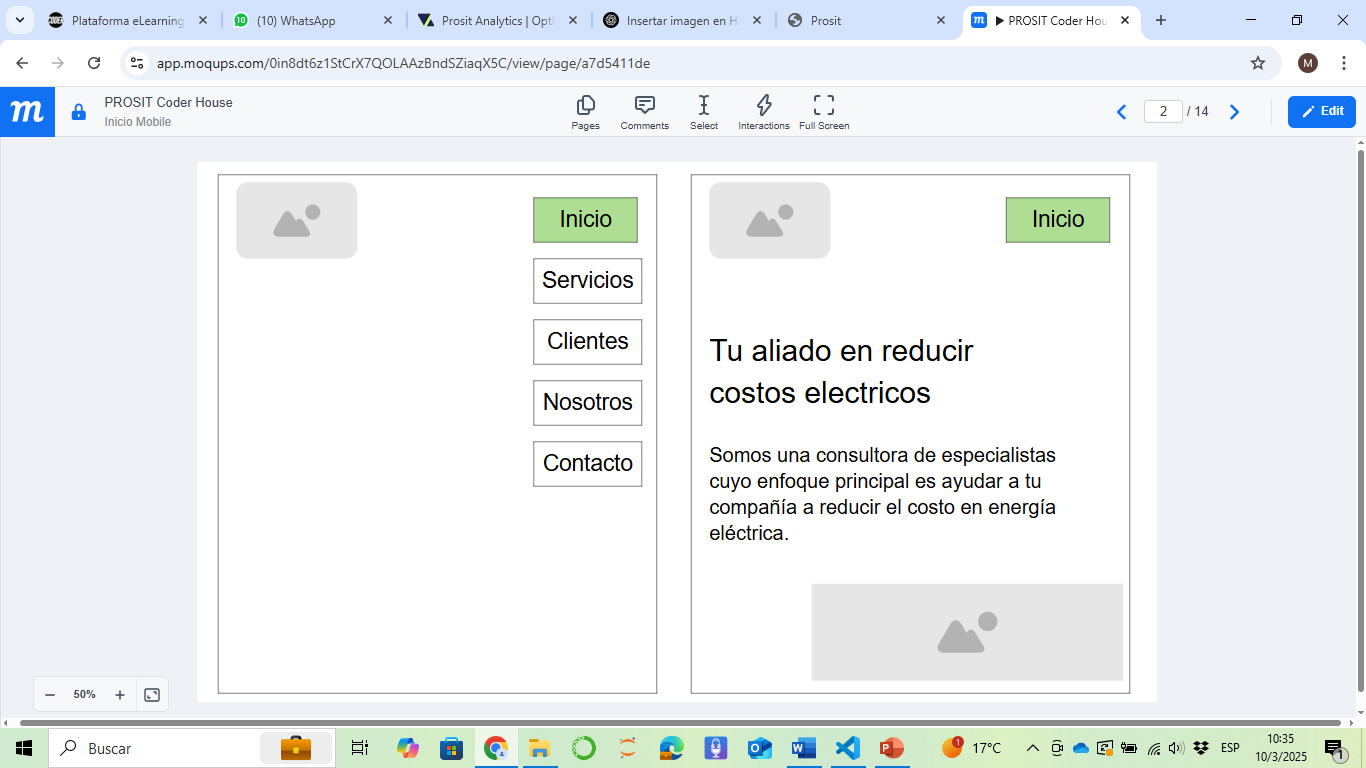 Plataforma eLearning
10
(10) WhatsApp
Prosit Analytics | Opti
Insertar imagen en H
Prosit
m
▶ PROSIT Coder Hou
app.moqups.com/0in8dt6z1StCrX7QOLAAzBndSZiaqX5C/view/page/a7d5411de
M
m
PROSIT Coder House
Inicio Mobile
Pages
Comments
Select
Interactions
Full Screen
2 / 14
Edit
Inicio
Servicios
Clientes
Nosotros
Contacto
Inicio
Tu aliado en reducir
costos electricos
Somos una consultora de especialistas
cuyo enfoque principal es ayudar a tu
compañía a reducir el costo en energía
eléctrica.
50%
Buscar
1
17°C
ESP
10:35
10/3/2025
1